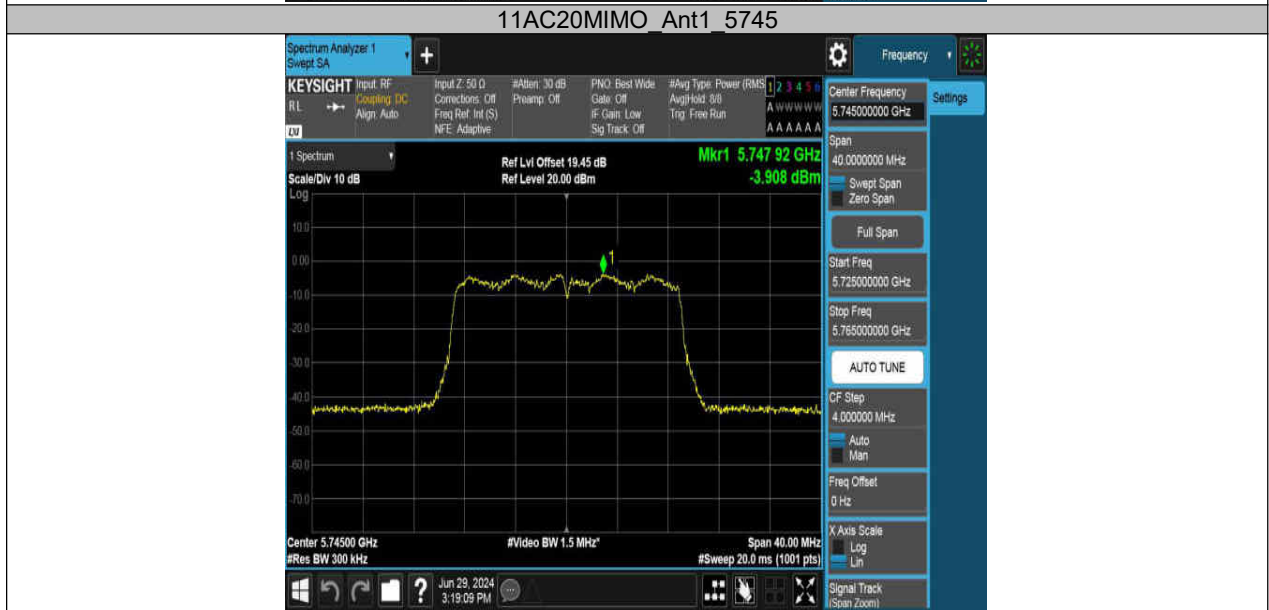 11AC20MIMO_Ant1_5745
Spectrum Analyzer 1
Swept SA
+
Frequency
KEYSIGHT
RL
LXI
Input: RF
Coupling: DC
Align: Auto
Input Z: 50 Ω
Corrections: Off
Freq Ref: Int (S)
NFE: Adaptive
#Atten: 30 dB
Preamp: Off
PNO: Best Wide
Gate: Off
IF Gain: Low
Sig Track: Off
#Avg Type: Power (RMS
Avg|Hold: 8/8
Trig: Free Run
1 2 3 4 5 6
A W W W W W
A A A A A A
1 Spectrum
Scale/Div 10 dB
Log
Ref Lvl Offset 19.45 dB
Ref Level 20.00 dBm
Mkr1 5.747 92 GHz
-3.908 dBm
10.0
0.00
-10.0
-20.0
-30.0
-40.0
-50.0
-60.0
-70.0
1
Center 5.74500 GHz
#Res BW 300 kHz
#Video BW 1.5 MHz*
Span 40.00 MHz
#Sweep 20.0 ms (1001 pts)
?
Jun 29, 2024
3:19:09 PM
Center Frequency
5.745000000 GHz
Settings
Span
40.0000000 MHz
Swept Span
Zero Span
Full Span
Start Freq
5.725000000 GHz
Stop Freq
5.765000000 GHz
AUTO TUNE
CF Step
4.000000 MHz
Auto
Man
Freq Offset
0 Hz
X Axis Scale
Log
Lin
Signal Track
(Span Zoom)